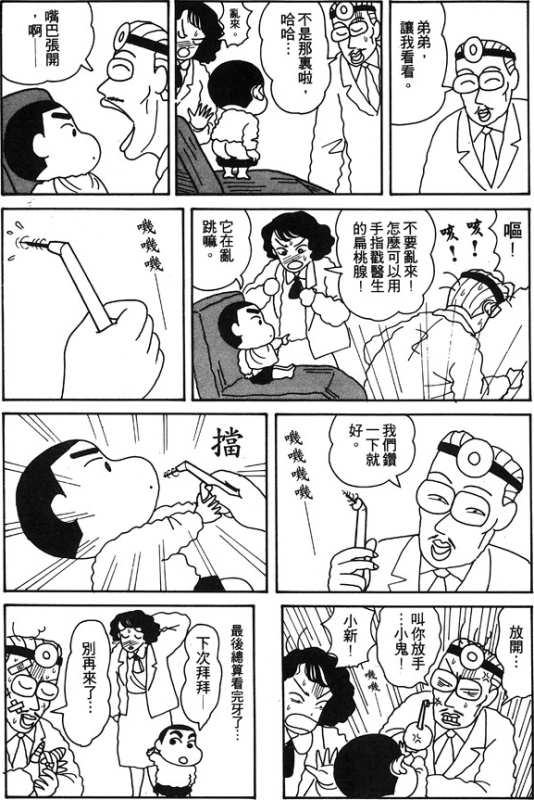 弟弟，
讓我看看。
不是那裏啦，
哈哈…
亂來。
嘴巴張開
，啊——
嘔！
咳！
咳！
不要亂來！
怎麼可以用
手指戳醫生
的扁桃腺！
它在亂
跳嘛。
嘰嘰嘰——
我們鑽
一下就
好。
嘰嘰嘰嘰——
擋
放開…
叫你放手
…小鬼！
嘰嘰
小新！
最後總算看完牙了…
下次拜拜—
別再來了…